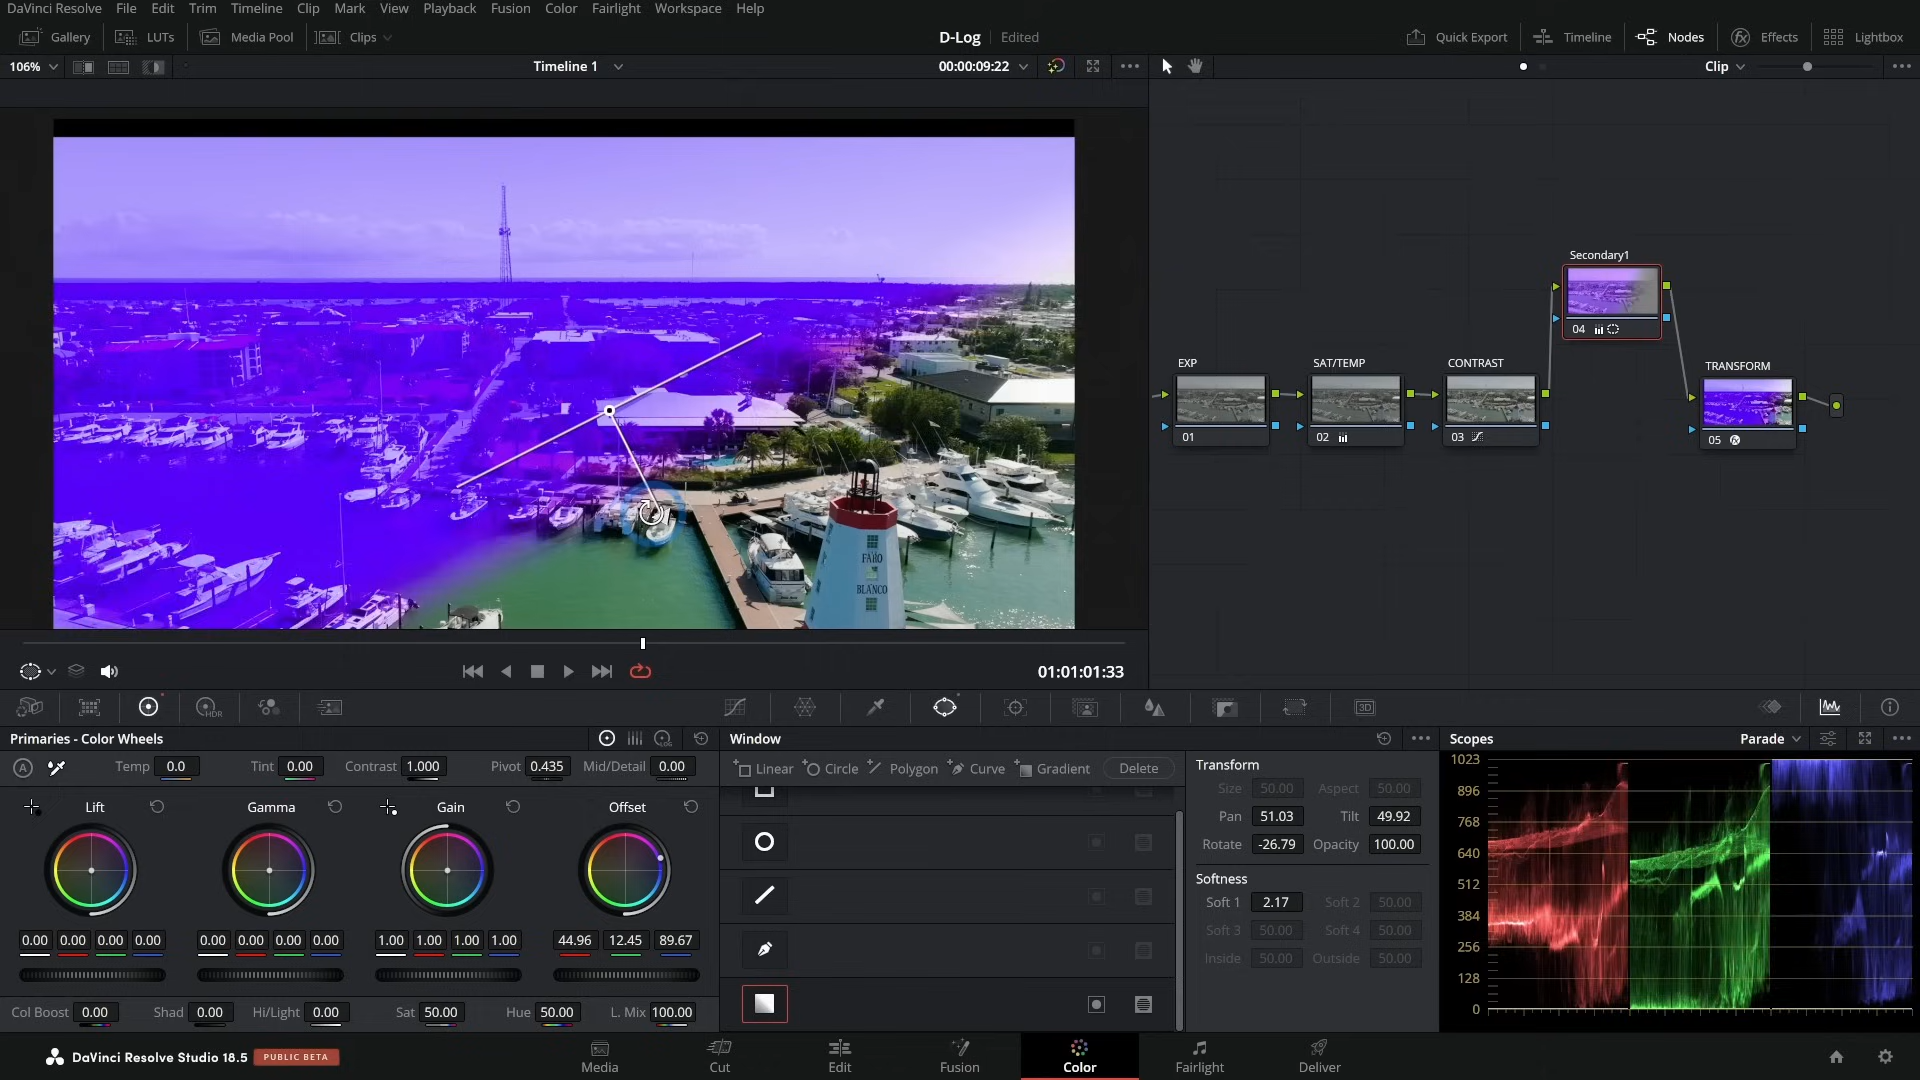 DaVinci Resolve File Edit Trim Timeline Clip Mark View Playback Fusion Color Fairlight Workspace Help
Gallery LUTs Media Pool Clips D-Log Edited Quick Export Timeline Nodes Effects Lightbox
106% Timeline 1 00:00:09:22 Clip
Secondary1
04
EXP SAT/TEMP CONTRAST TRANSFORM
01 02 03 05
FARO
BLANCO
01:01:01:33
HDR 3D
Primaries - Color Wheels LOG Window Scopes Parade
A Temp 0.0 Tint 0.00 Contrast 1.000 Pivot 0.435 Mid/Detail 0.00
Lift Gamma Gain Offset
0.00 0.00 0.00 0.00 0.00 0.00 0.00 0.00 1.00 1.00 1.00 1.00 44.96 12.45 89.67
Col Boost 0.00 Shad 0.00 Hi/Light 0.00 Sat 50.00 Hue 50.00 L. Mix 100.00
Linear Circle Polygon Curve Gradient Delete
Transform
Size 50.00 Aspect 50.00
Pan 51.03 Tilt 49.92
Rotate -26.79 Opacity 100.00
Softness
Soft 1 2.17 Soft 2 50.00
Soft 3 50.00 Soft 4 50.00
Inside 50.00 Outside 50.00
1023
896
768
640
512
384
256
128
0
DaVinci Resolve Studio 18.5 PUBLIC BETA
Media Cut Edit Fusion Color Fairlight Deliver